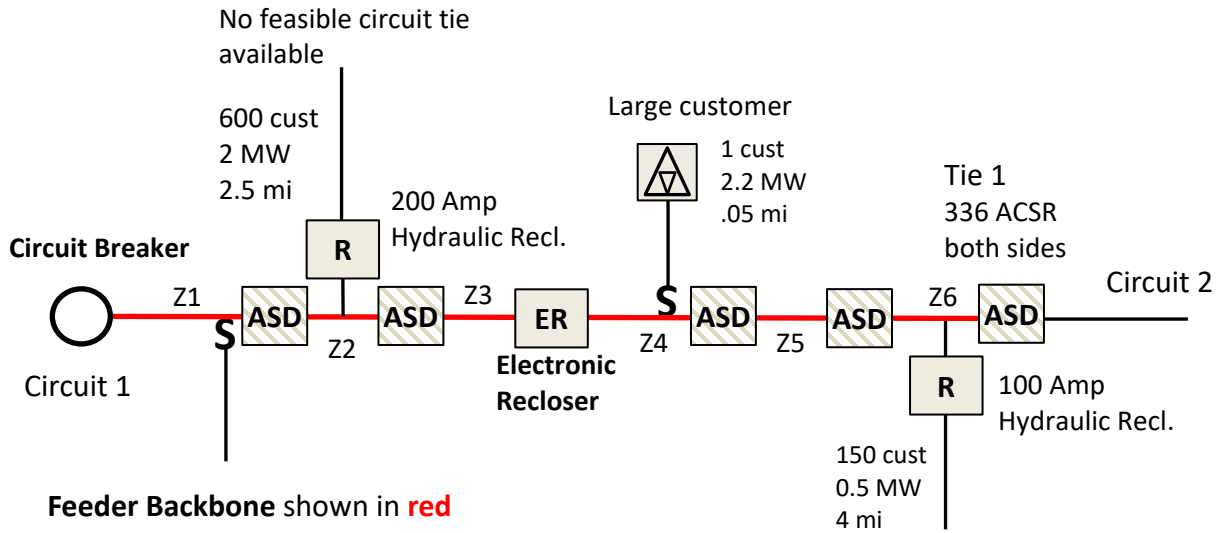 No feasible circuit tie
available
600 cust
2 MW
2.5 mi
200 Amp
Hydraulic Recl.
R
Large customer
1 cust
2.2 MW
.05 mi
Tie 1
336 ACSR
both sides
Circuit Breaker
Circuit 2
Z1
S
ASD
Z2
ASD
Z3
ER
Electronic
Recloser
S
Z4
ASD
Z5
ASD
Z6
ASD
Circuit 1
R
100 Amp
Hydraulic Recl.
150 cust
0.5 MW
4 mi
Feeder Backbone shown in red